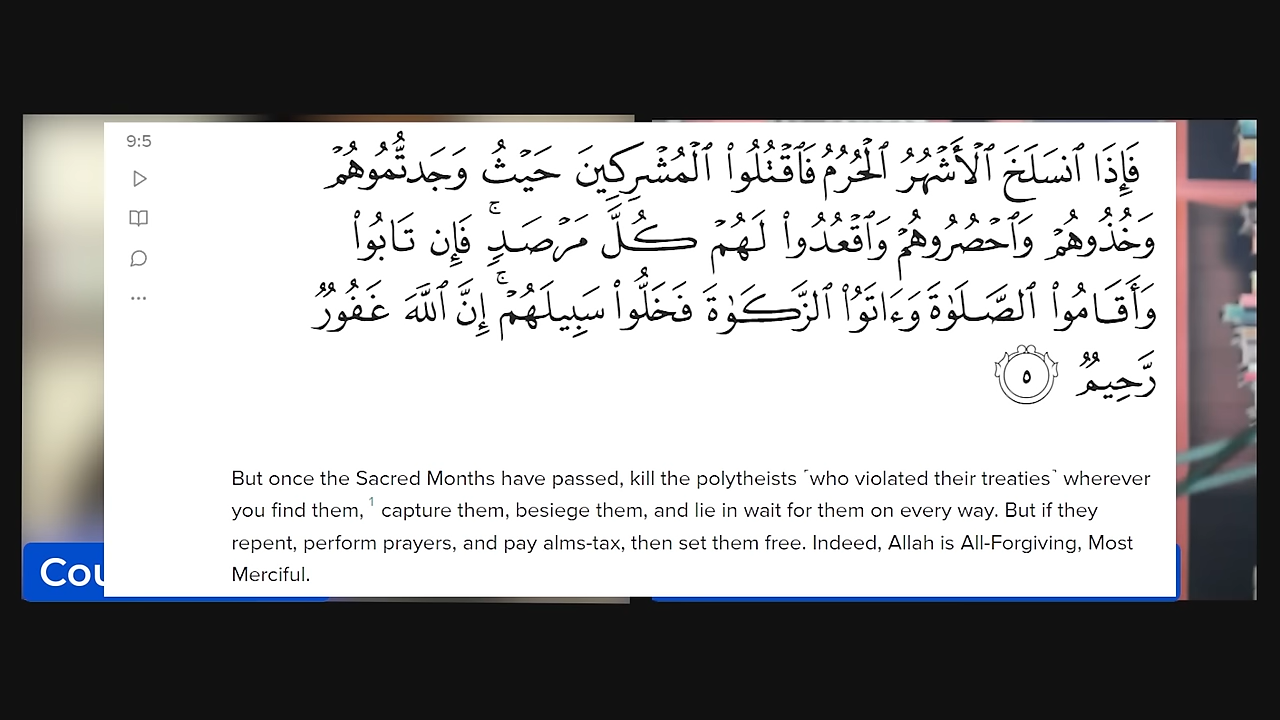 9:5
فَإِذَا ٱنسَلَخَ ٱلْأَشْهُرُ ٱلْحُرُمُ فَٱقْتُلُوا۟ ٱلْمُشْرِكِينَ حَيْثُ وَجَدتُّمُوهُمْ
وَخُذُوهُمْ وَٱحْصُرُوهُمْ وَٱقْعُدُوا۟ لَهُمْ كُلَّ مَرْصَدٍۢ ۚ فَإِن تَابُوا۟
وَأَقَامُوا۟ ٱلصَّلَوٰةَ وَءَاتَوُا۟ ٱلزَّكَوٰةَ فَخَلُّوا۟ سَبِيلَهُمْ ۚ إِنَّ ٱللَّهَ غَفُورٌۭ
رَّحِيمٌۭ ٥
But once the Sacred Months have passed, kill the polytheists ˹who violated their treaties˺ wherever
you find them, 1 capture them, besiege them, and lie in wait for them on every way. But if they
repent, perform prayers, and pay alms-tax, then set them free. Indeed, Allah is All-Forgiving, Most
Merciful.
Cou